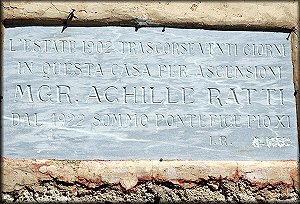 L'ESTATE 1902 TRASCORSE VENTI GIORNI
IN QUESTA CASA PER ASCENSIONI
MGR. ACHILLE RATTI
DAL 1922 SOMMO PONTEFICE PIO XI
I.R.